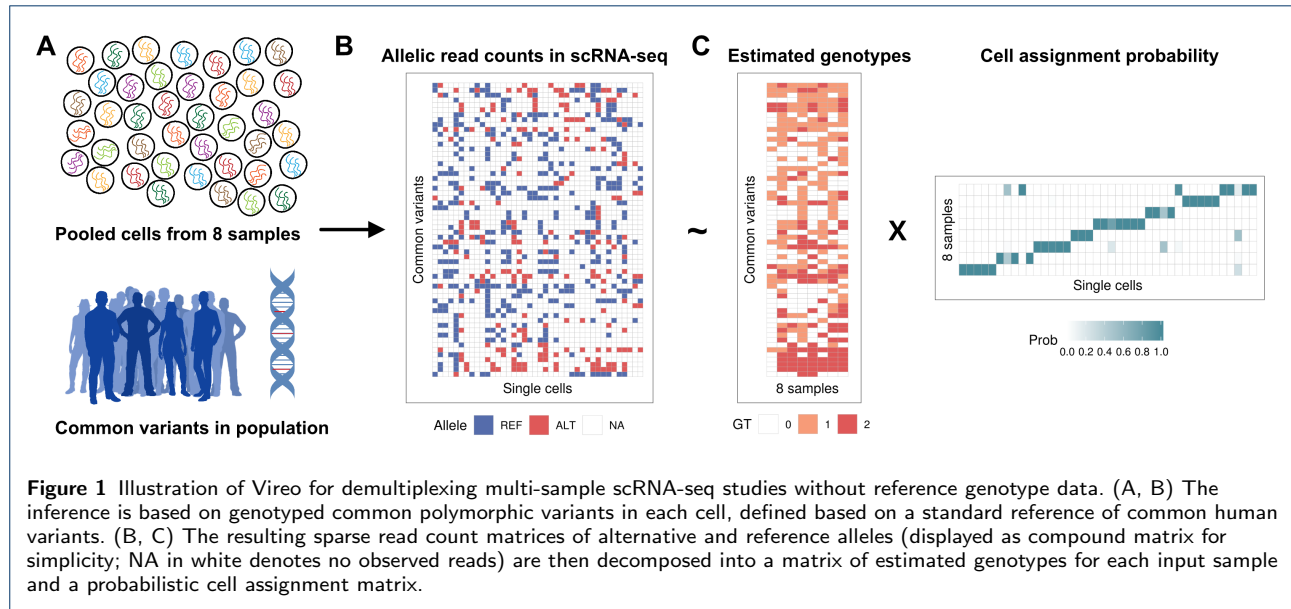 A
B
C
Allelic read counts in scRNA-seq
Estimated genotypes
Cell assignment probability
Pooled cells from 8 samples
Common variants in population
Common variants
Single cells
Allele REF ALT NA
~
Common variants
8 samples
GT 0 1 2
X
8 samples
Single cells
Prob
0.0 0.2 0.4 0.6 0.8 1.0
Figure 1 Illustration of Vireo for demultiplexing multi-sample scRNA-seq studies without reference genotype data. (A, B) The
inference is based on genotyped common polymorphic variants in each cell, defined based on a standard reference of common human
variants. (B, C) The resulting sparse read count matrices of alternative and reference alleles (displayed as compound matrix for
simplicity; NA in white denotes no observed reads) are then decomposed into a matrix of estimated genotypes for each input sample
and a probabilistic cell assignment matrix.